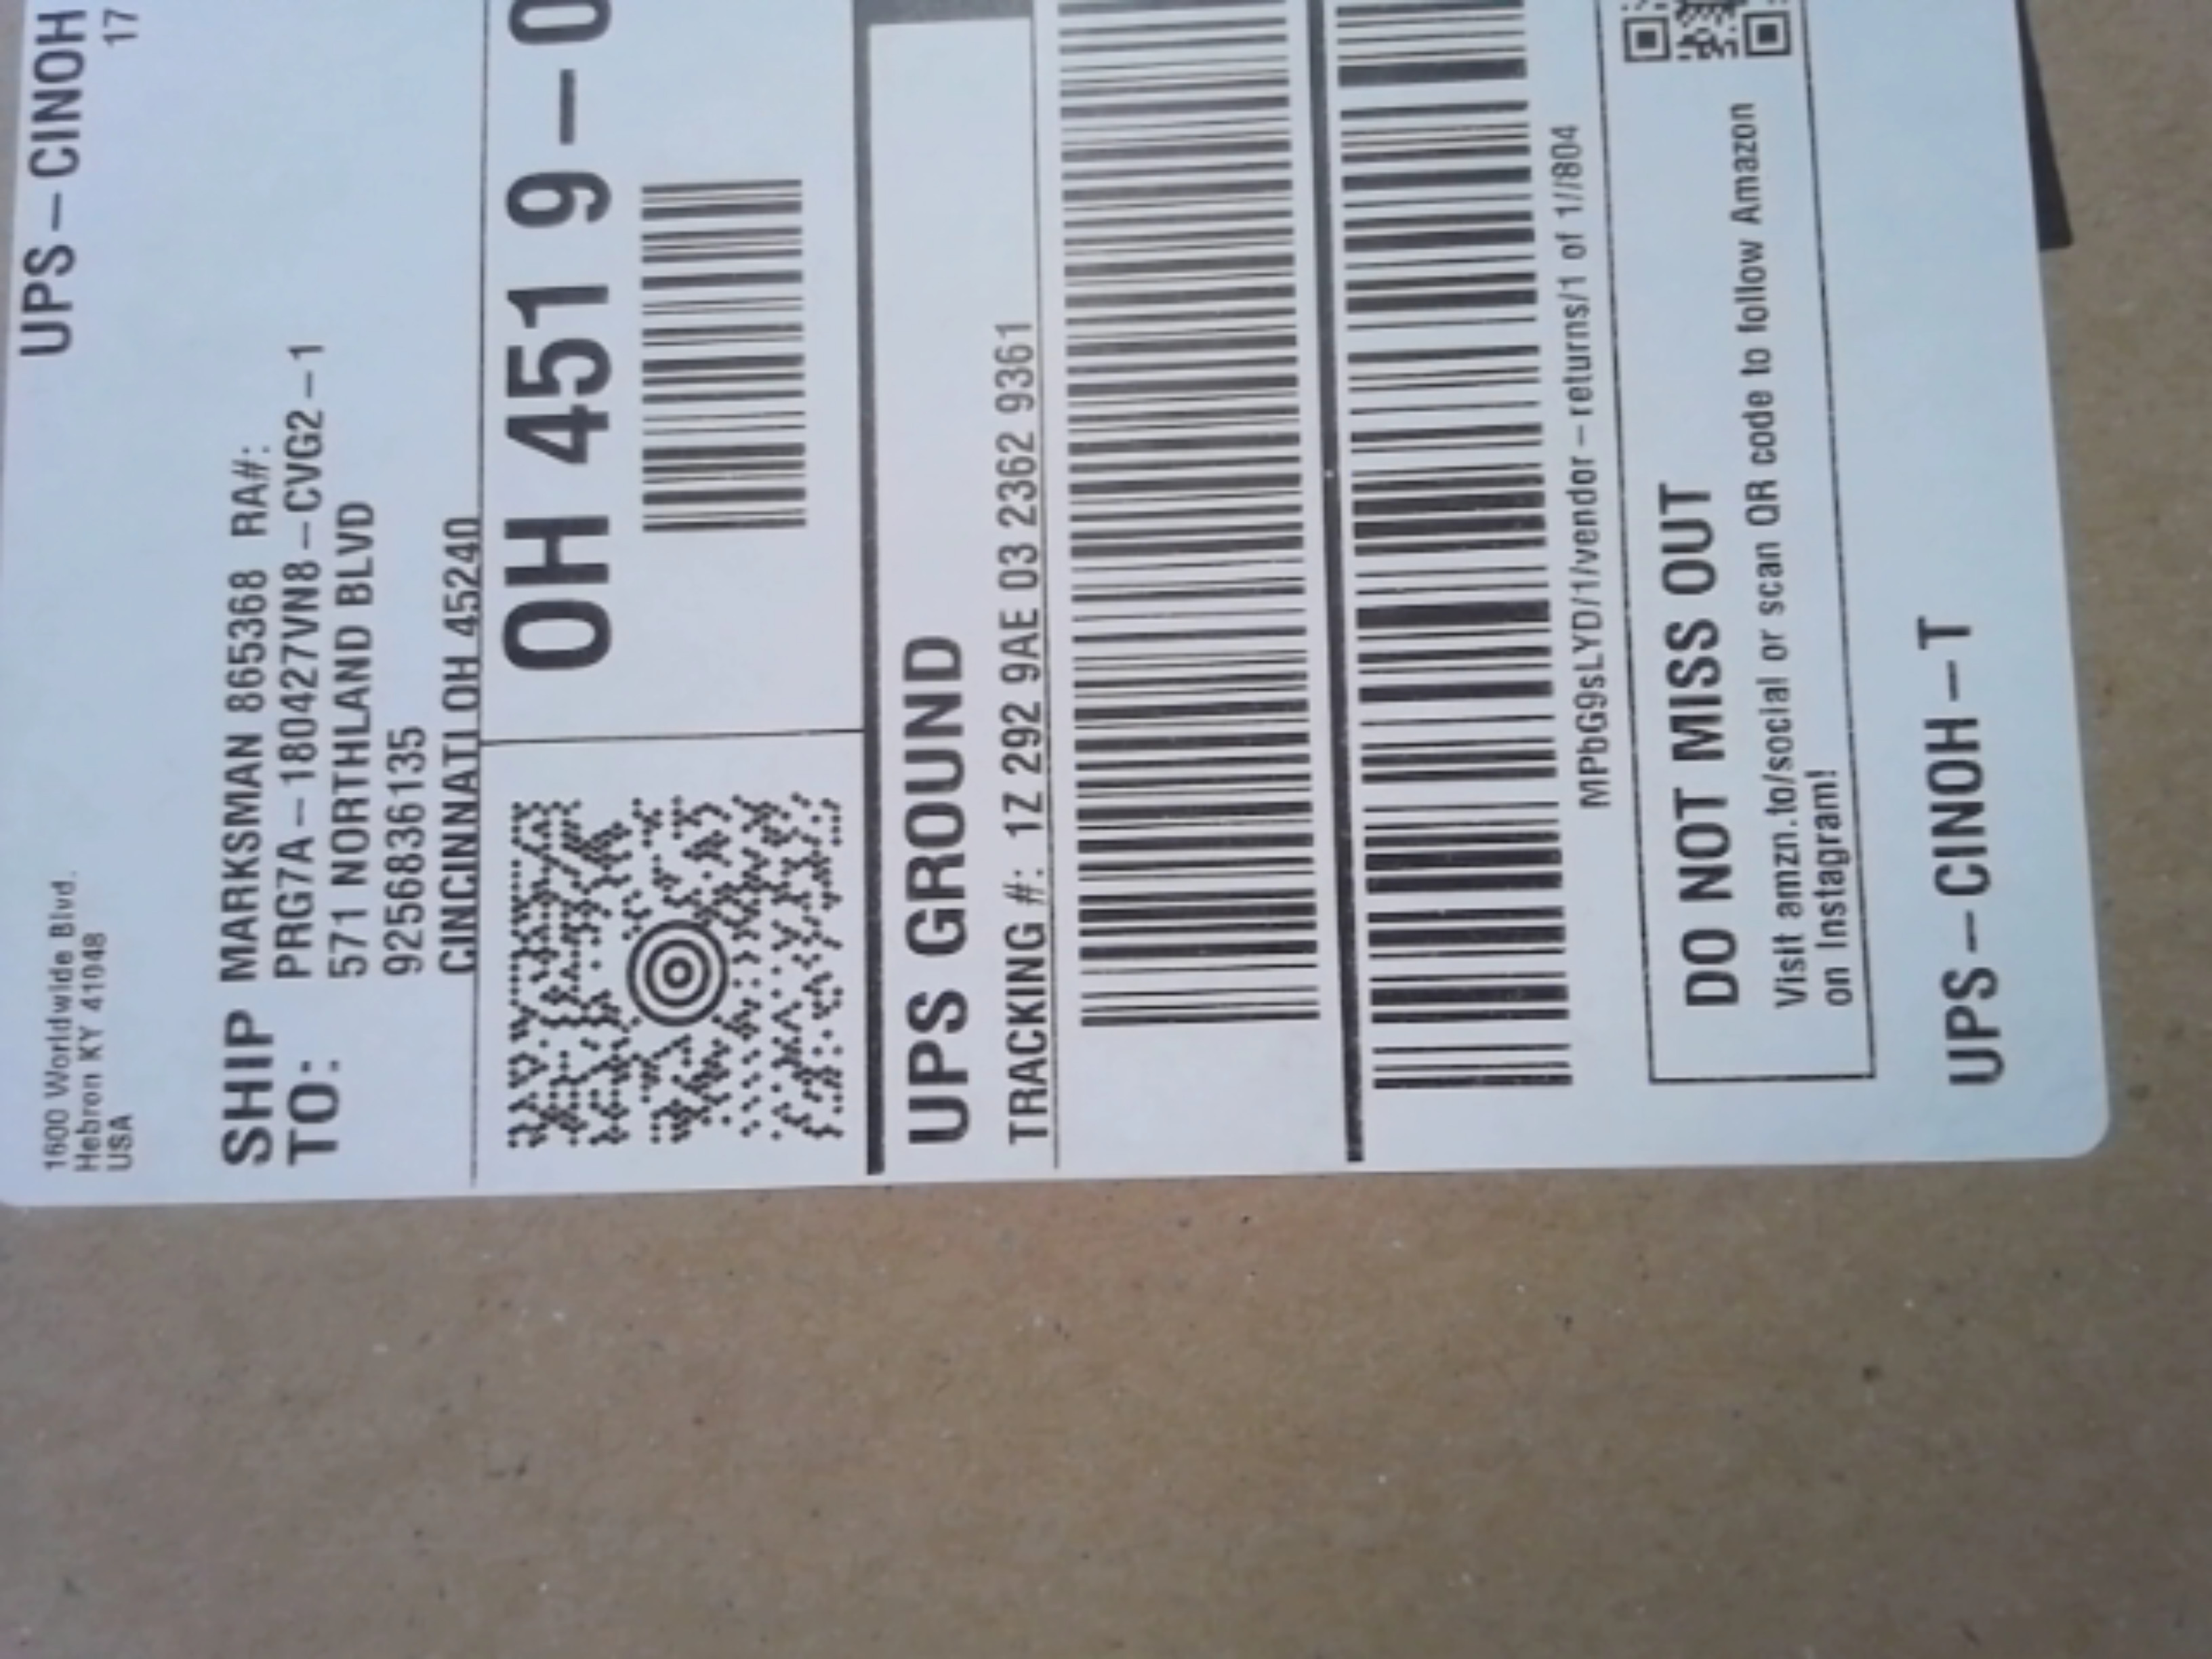 UPS-CINOH
17
1600 Worldwide Blvd.
Hebron KY 41048
USA
SHIP TO:
MARKSMAN 865368 RA#:
PRG7A-180427VN8-CVG2-1
571 NORTHLAND BLVD
9256836135
CINCINNATI OH 45240
OH 451 9-0
UPS GROUND
TRACKING #: 1Z 292 9AE 03 2362 9361
MPbG9sLYD/1/vendor-returns/1 of 1//804
DO NOT MISS OUT
Visit amzn.to/social or scan QR code to follow Amazon
on Instagram!
UPS-CINOH-T